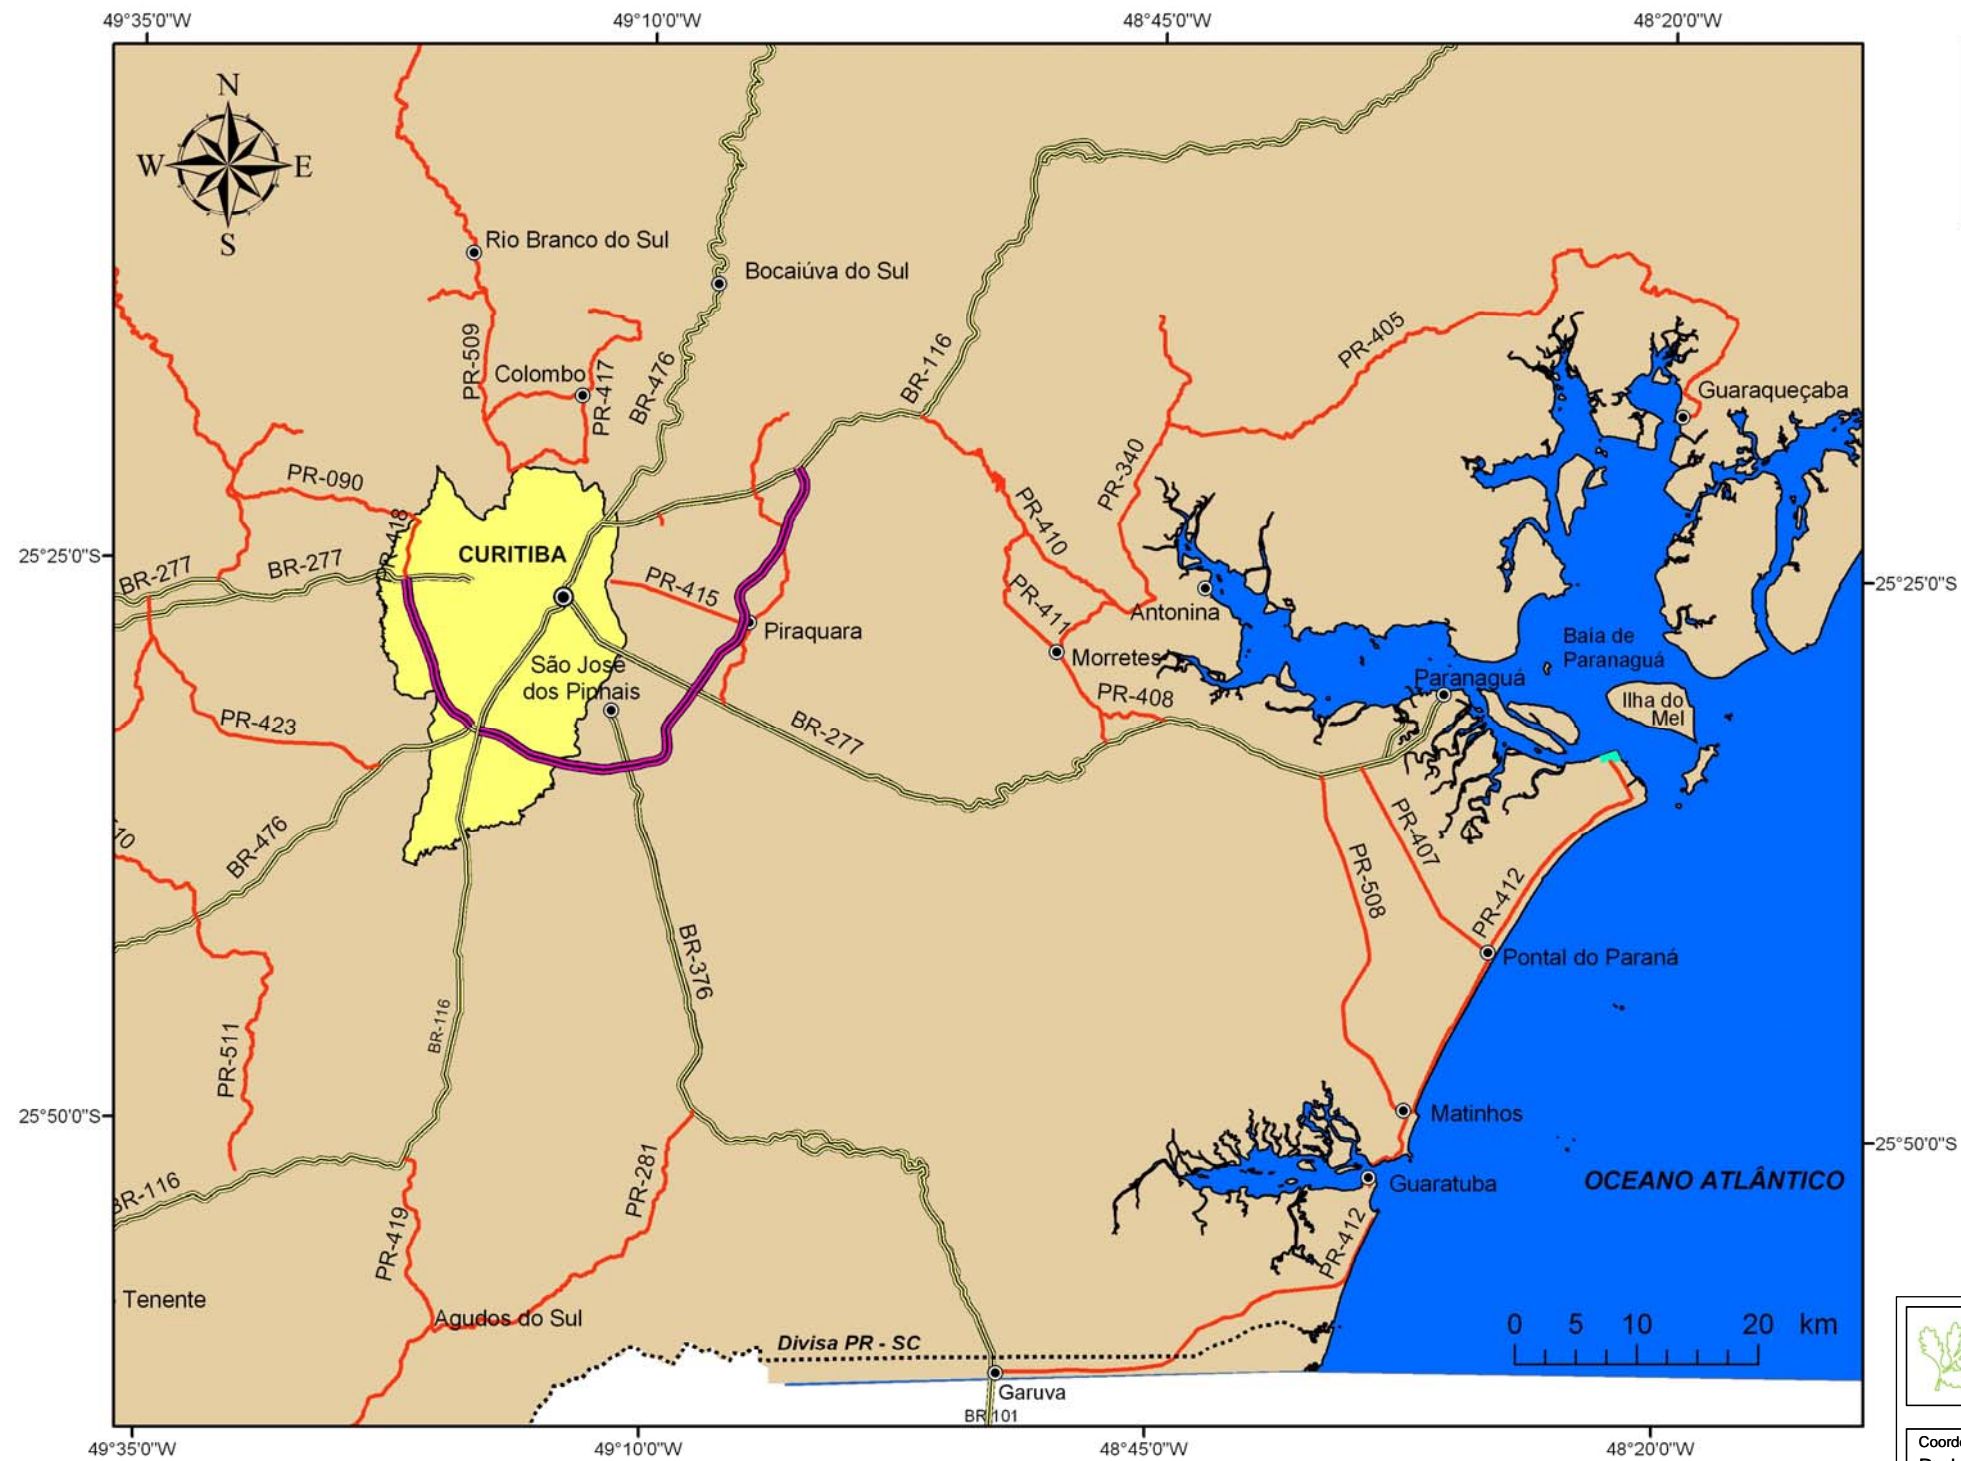 49°35'0"W
49°10'0"W
48°45'0"W
48°20'0"W
N
W
E
S
Rio Branco do Sul
Bocaiúva do Sul
PR-509
Colombo
PR-417
BR-476
BR-116
PR-405
Guaraqueçaba
PR-090
PR-418
PR-340
PR-410
CURITIBA
25°25'0"S
BR-277
BR-277
PR-415
25°25'0"S
PR-411
Antonina
Piraquara
Morretes
Baía de
Paranaguá
São José
dos Pinhais
Paranaguá
PR-408
Ilha do
Mel
PR-423
BR-277
10
BR-476
PR-407
PR-508
PR-412
BR-376
Pontal do Paraná
BR-116
PR-511
25°50'0"S
Matinhos
25°50'0"S
PR-281
BR-116
Guaratuba
OCEANO ATLÂNTICO
PR-419
PR-412
Tenente
Agudos do Sul
0 5 10 20 km
Divisa PR - SC
Garuva
BR 101
49°35'0"W
49°10'0"W
48°45'0"W
48°20'0"W